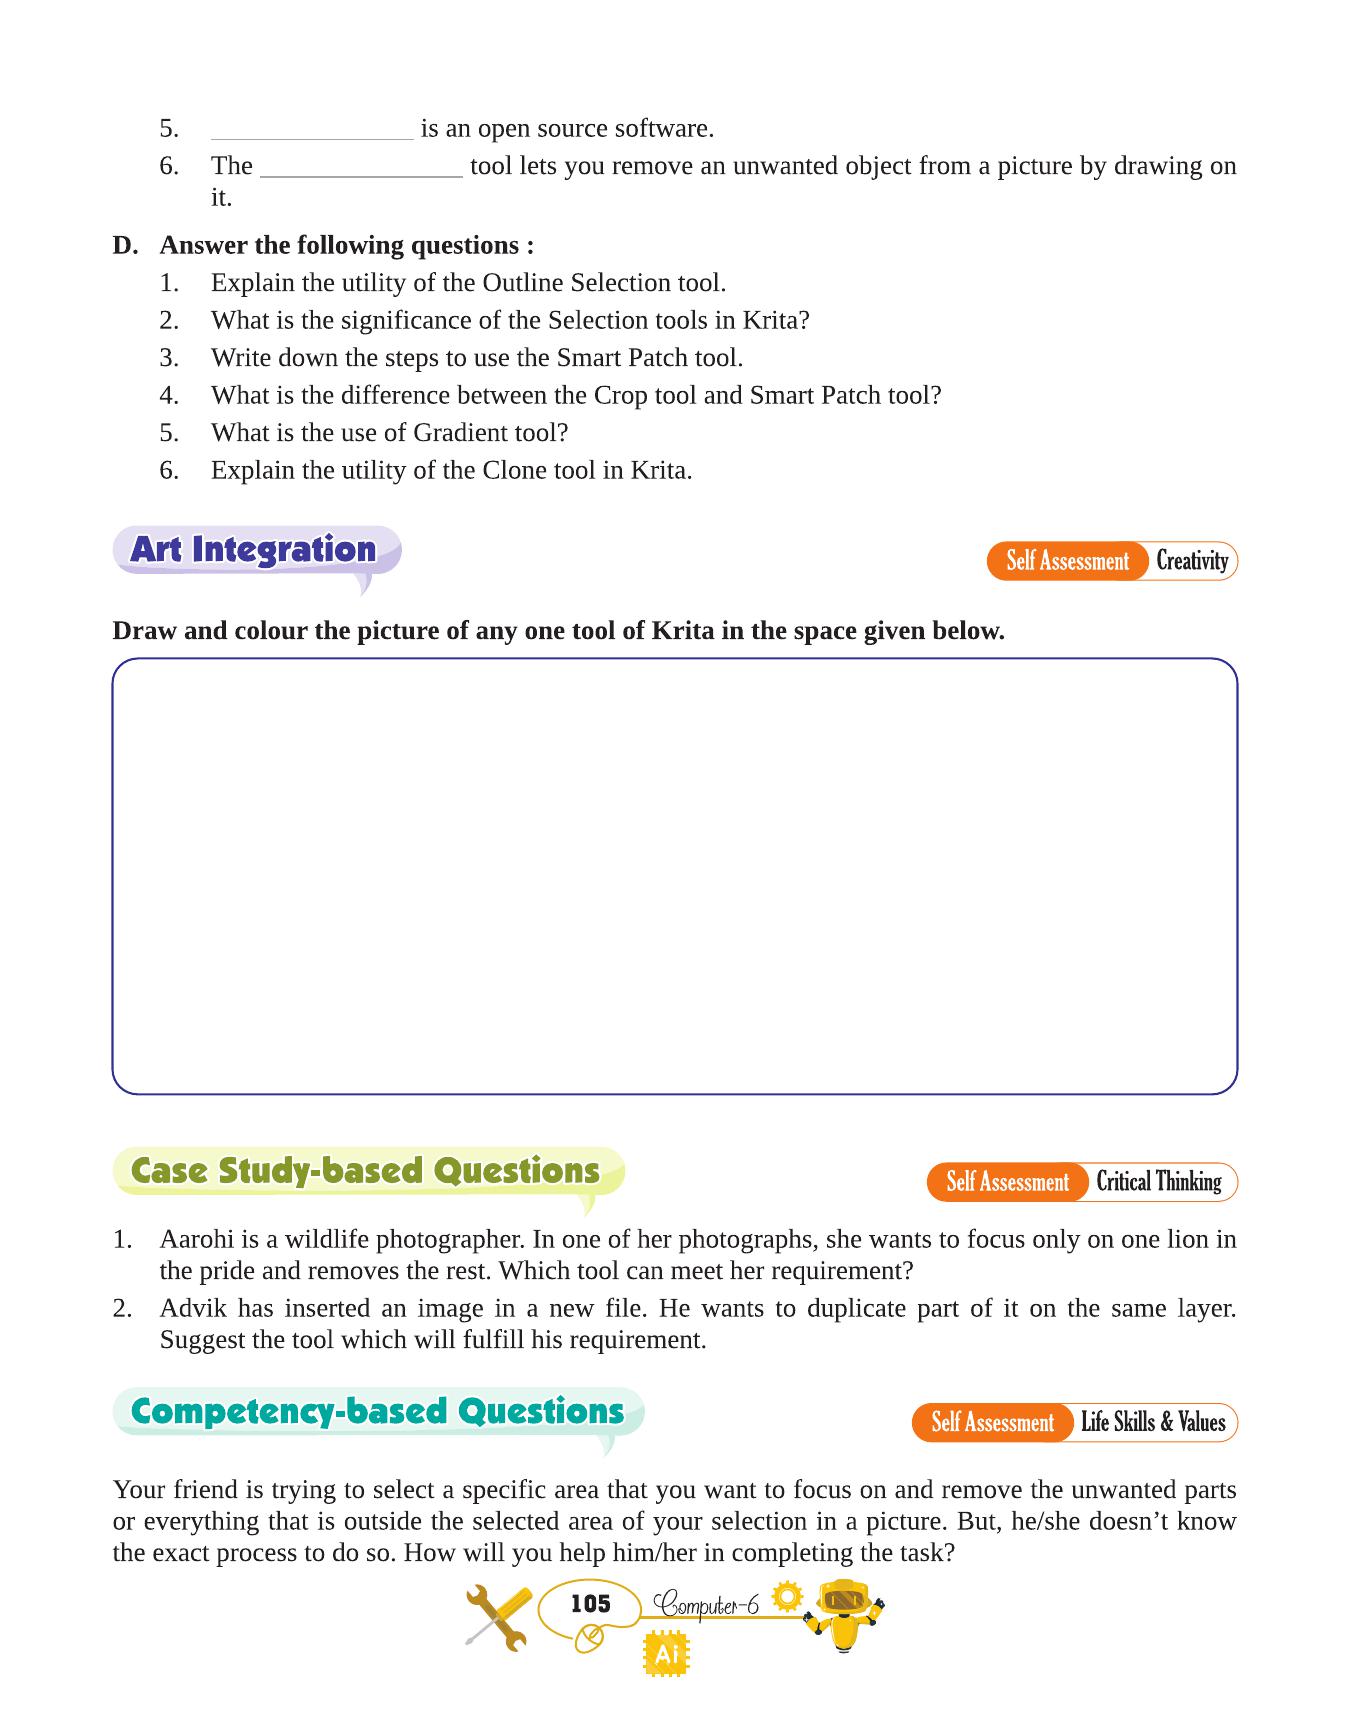 5. ______________ is an open source software.
6. The ______________ tool lets you remove an unwanted object from a picture by drawing on
it.
D. Answer the following questions :
1. Explain the utility of the Outline Selection tool.
2. What is the significance of the Selection tools in Krita?
3. Write down the steps to use the Smart Patch tool.
4. What is the difference between the Crop tool and Smart Patch tool?
5. What is the use of Gradient tool?
6. Explain the utility of the Clone tool in Krita.
Art Integration
Self Assessment Creativity
Draw and colour the picture of any one tool of Krita in the space given below.
Case Study-based Questions
Self Assessment Critical Thinking
1. Aarohi is a wildlife photographer. In one of her photographs, she wants to focus only on one lion in
the pride and removes the rest. Which tool can meet her requirement?
2. Advik has inserted an image in a new file. He wants to duplicate part of it on the same layer.
Suggest the tool which will fulfill his requirement.
Competency-based Questions
Self Assessment Life Skills & Values
Your friend is trying to select a specific area that you want to focus on and remove the unwanted parts
or everything that is outside the selected area of your selection in a picture. But, he/she doesn’t know
the exact process to do so. How will you help him/her in completing the task?
105 Computer-6
Ai